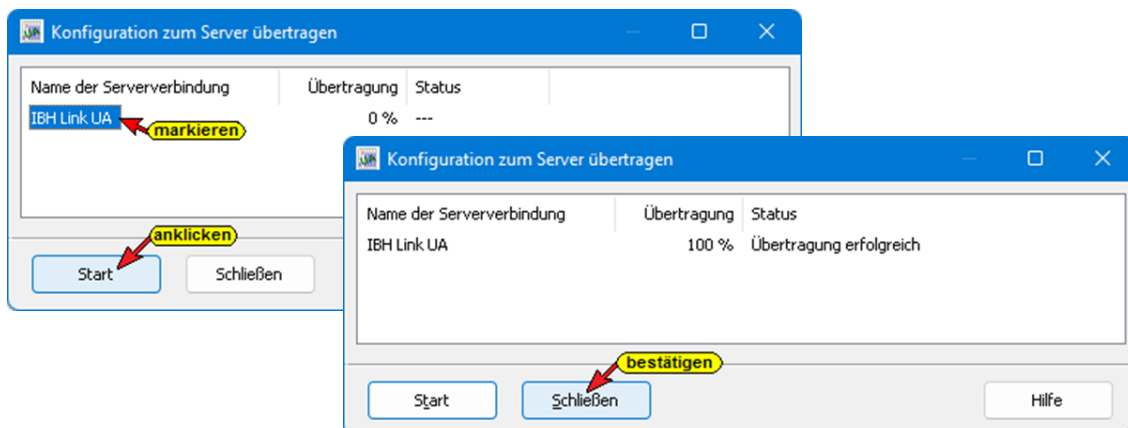 Konfiguration zum Server übertragen
Name der Serververbindung Übertragung Status
IBH Link UA 0 % ---
markieren
anklicken
Start Schließen
Konfiguration zum Server übertragen
Name der Serververbindung Übertragung Status
IBH Link UA 100 % Übertragung erfolgreich
bestätigen
Start Schließen Hilfe